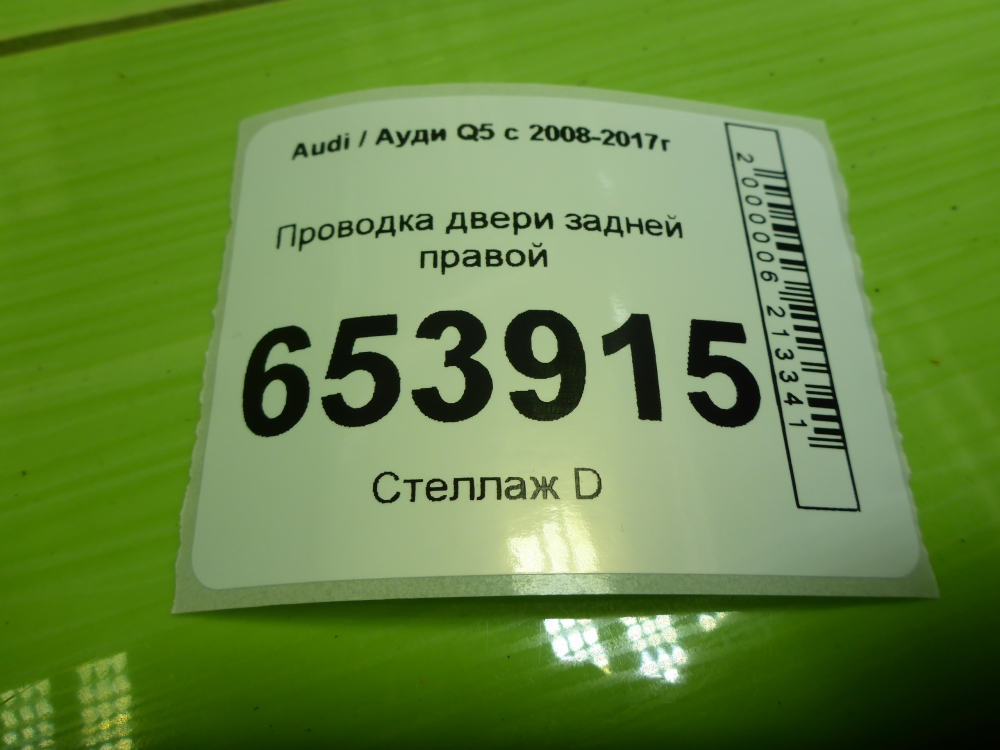 Audi / Ауди Q5 с 2008-2017г
Проводка двери задней
правой
653915
Стеллаж D
2000006213341